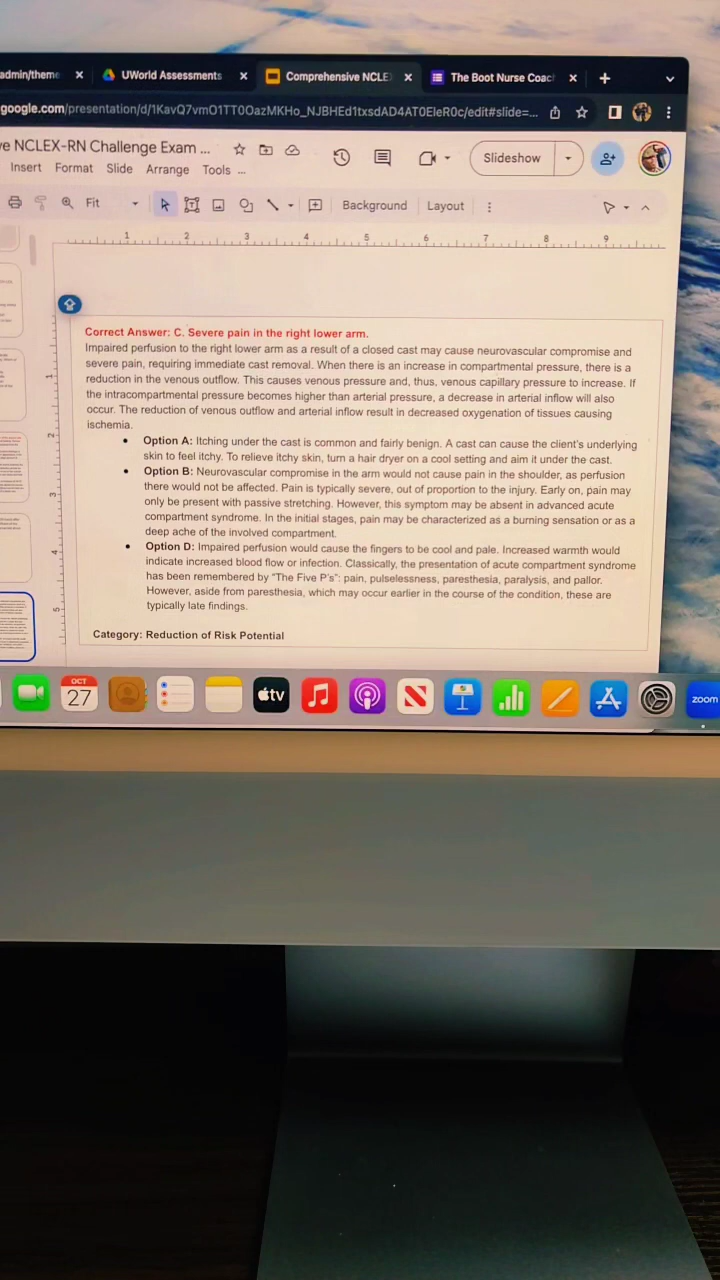 admin/theme
UWorld Assessments
Comprehensive NCLE
The Boot Nurse Coac
google.com/presentation/d/1KavQ7vmO1TT0OazMKHo_NJBHEd1txsdAD4AT0EleR0c/edit#slide=...
ve NCLEX-RN Challenge Exam ...
Slideshow
Insert Format Slide Arrange Tools ...
Fit
Background Layout
1 2 3 4 5 6 7 8 9
Correct Answer: C. Severe pain in the right lower arm.
Impaired perfusion to the right lower arm as a result of a closed cast may cause neurovascular compromise and
severe pain, requiring immediate cast removal. When there is an increase in compartmental pressure, there is a
reduction in the venous outflow. This causes venous pressure and, thus, venous capillary pressure to increase. If
the intracompartmental pressure becomes higher than arterial pressure, a decrease in arterial inflow will also
occur. The reduction of venous outflow and arterial inflow result in decreased oxygenation of tissues causing
ischemia.
• Option A: Itching under the cast is common and fairly benign. A cast can cause the client's underlying
skin to feel itchy. To relieve itchy skin, turn a hair dryer on a cool setting and aim it under the cast.
• Option B: Neurovascular compromise in the arm would not cause pain in the shoulder, as perfusion
there would not be affected. Pain is typically severe, out of proportion to the injury. Early on, pain may
only be present with passive stretching. However, this symptom may be absent in advanced acute
compartment syndrome. In the initial stages, pain may be characterized as a burning sensation or as a
deep ache of the involved compartment.
• Option D: Impaired perfusion would cause the fingers to be cool and pale. Increased warmth would
indicate increased blood flow or infection. Classically, the presentation of acute compartment syndrome
has been remembered by "The Five P's": pain, pulselessness, paresthesia, paralysis, and pallor.
However, aside from paresthesia, which may occur earlier in the course of the condition, these are
typically late findings.
Category: Reduction of Risk Potential
1
2
3
4
5
OCT
27
tv
zoom